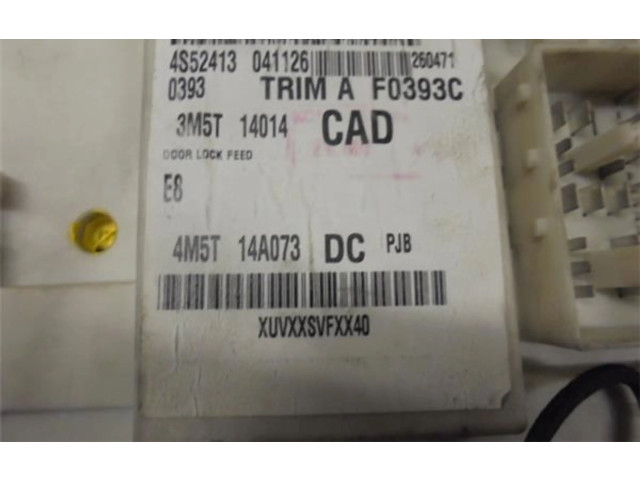 4S52413 041126 260471
0393 TRIM A F0393C
3M5T 14014 CAD
DOOR LOCK FEED
E8
4M5T 14A073 DC PJB
XUVXXSVFXX40